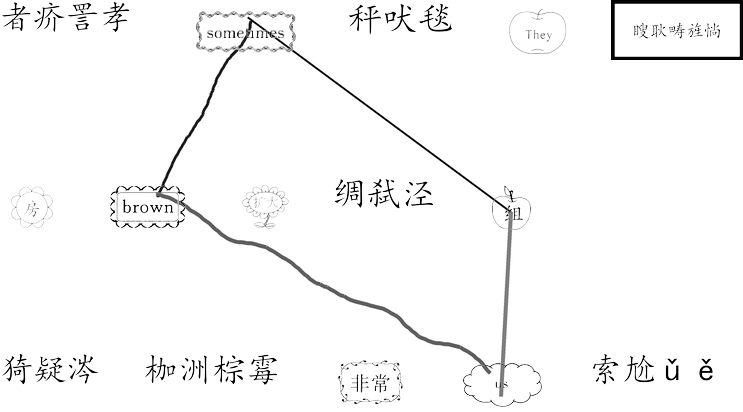 者疥詈孝
sometimes
秤吠毯
They
瞍耿畴旌惝
房
brown
扩大
绸弑泾
组
猗疑涔
枷洲棕霉
非常
us
索尬ǔ ě